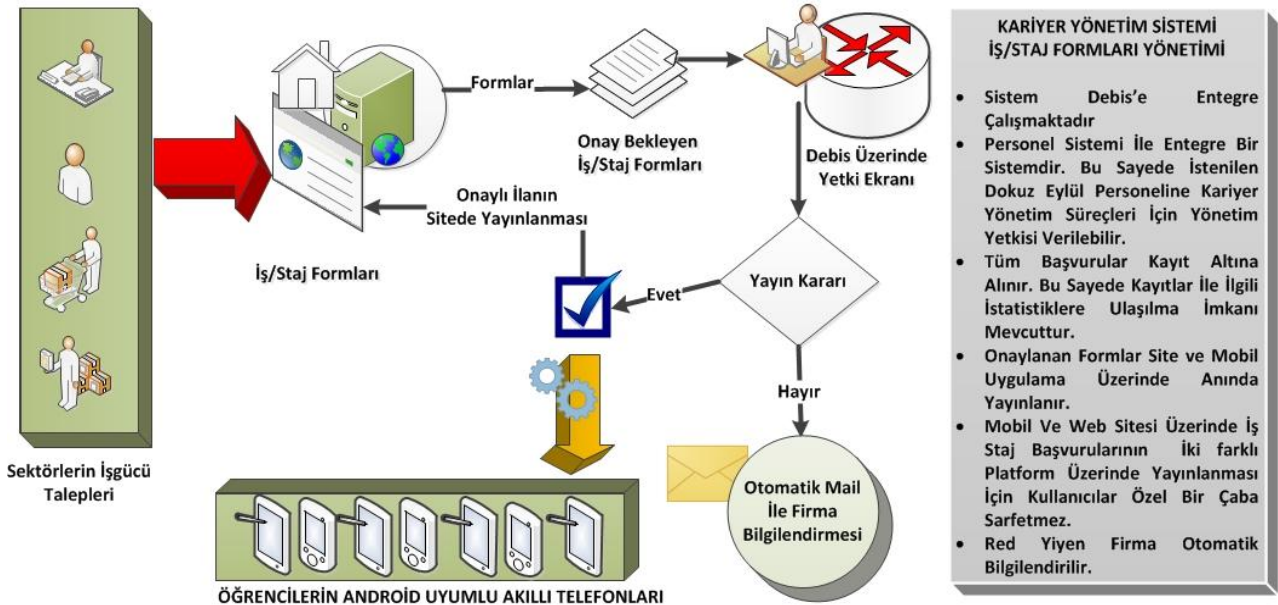 Sektörlerin İşgücü
Talepleri
İş/Staj Formları
Formlar
Onay Bekleyen
İş/Staj Formları
Debis Üzerinde
Yetki Ekranı
Onaylı İlanın
Sitede Yayınlanması
Evet
Yayın Kararı
Hayır
Otomatik Mail
İle Firma
Bilgilendirmesi
ÖĞRENCİLERİN ANDROİD UYUMLU AKILLI TELEFONLARI
KARİYER YÖNETİM SİSTEMİ
İŞ/STAJ FORMLARI YÖNETİMİ
• Sistem Debis’e Entegre
Çalışmaktadır
• Personel Sistemi İle Entegre Bir
Sistemdir. Bu Sayede İstenilen
Dokuz Eylül Personeline Kariyer
Yönetim Süreçleri İçin Yönetim
Yetkisi Verilebilir.
• Tüm Başvurular Kayıt Altına
Alınır. Bu Sayede Kayıtlar İle İlgili
İstatistiklere Ulaşılma İmkanı
Mevcuttur.
• Onaylanan Formlar Site ve Mobil
Uygulama Üzerinde Anında
Yayınlanır.
• Mobil Ve Web Sitesi Üzerinde İş
Staj Başvurularının İki farklı
Platform Üzerinde Yayınlanması
İçin Kullanıcılar Özel Bir Çaba
Sarfetmez.
• Red Yiyen Firma Otomatik
Bilgilendirilir.